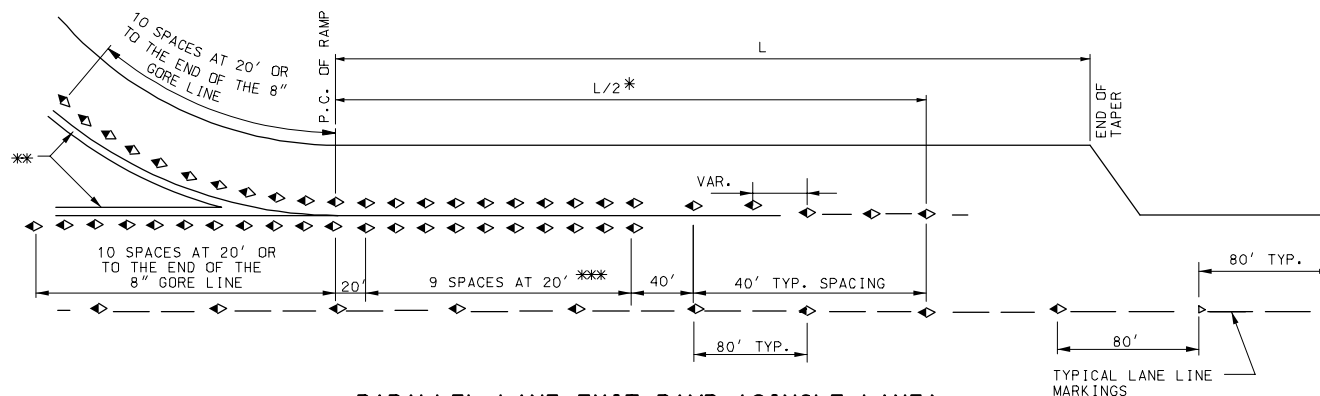 10 SPACES AT 20' OR
TO THE END OF THE 8"
GORE LINE
P.C. OF RAMP
L
L/2*
END OF
TAPER
**
VAR.
10 SPACES AT 20' OR
TO THE END OF THE
8" GORE LINE
20'
9 SPACES AT 20' ***
40'
40' TYP. SPACING
80' TYP.
80' TYP.
80'
TYPICAL LANE LINE
MARKINGS